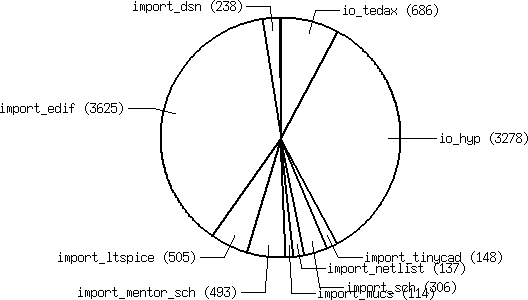 import_dsn (238)
io_tedax (686)
import_edif (3625)
io_hyp (3278)
import_ltspice (505)
import_tinycad (148)
import_netlist (137)
import_sch (306)
import_mentor_sch (493)
import_mucs (114)